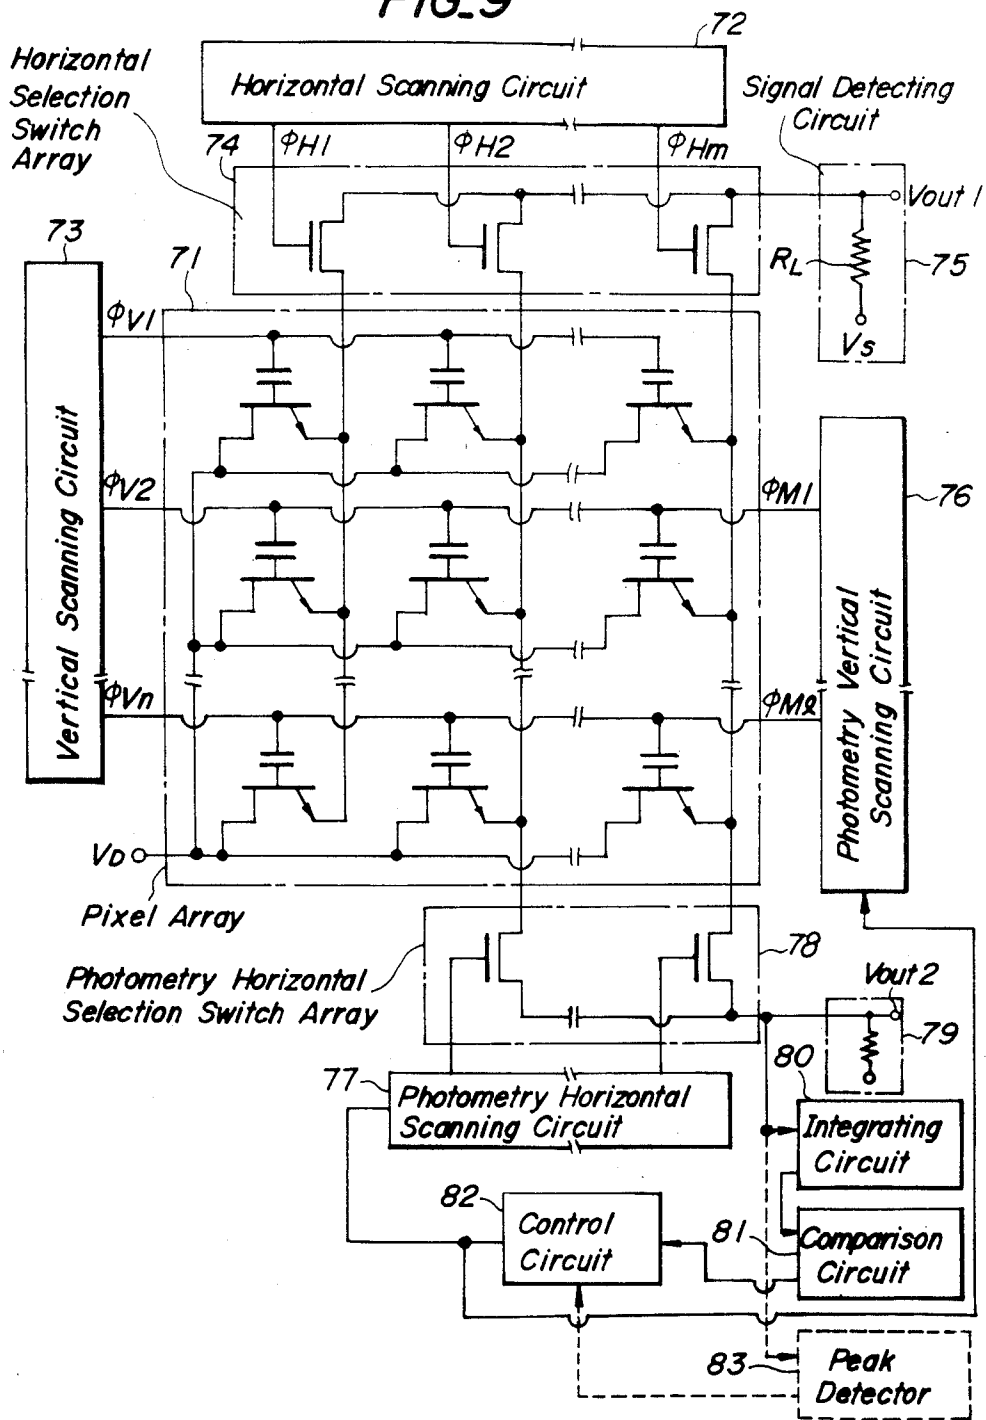 FIG_9
72
Horizontal
Selection
Switch
Array
Horizontal Scanning Circuit
Signal Detecting
Circuit
74
ΦH1
ΦH2
ΦHm
Vout 1
73
71
RL
75
Vs
ΦV1
Vertical Scanning Circuit
ΦV2
ΦM1
76
Photometry Vertical
Scanning Circuit
ΦVn
ΦMℓ
VD
Pixel Array
78
Photometry Horizontal
Selection Switch Array
Vout 2
79
77
Photometry Horizontal
Scanning Circuit
80
Integrating
Circuit
82
Control
Circuit
81
Comparison
Circuit
83
Peak
Detector